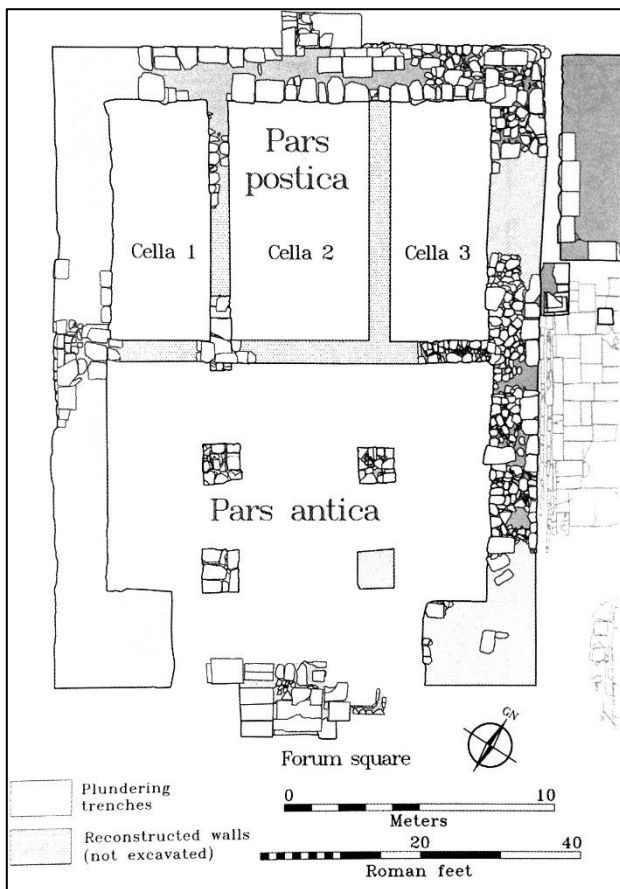 Pars
postica
Cella 1
Cella 2
Cella 3
Pars antica
GN
Forum square
Plundering
trenches
Reconstructed walls
(not excavated)
0
10
Meters
20
40
Roman feet